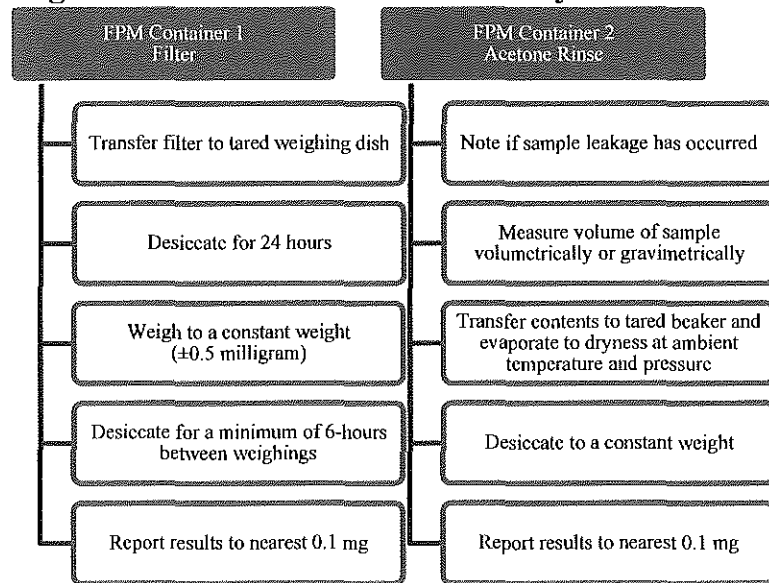 FPM Container 1
Filter
Transfer filter to tared weighing dish
Desiccate for 24 hours
Weigh to a constant weight
(±0.5 milligram)
Desiccate for a minimum of 6-hours
between weighings
Report results to nearest 0.1 mg
FPM Container 2
Acetone Rinse
Note if sample leakage has occurred
Measure volume of sample
volumetrically or gravimetrically
Transfer contents to tared beaker and
evaporate to dryness at ambient
temperature and pressure
Desiccate to a constant weight
Report results to nearest 0.1 mg